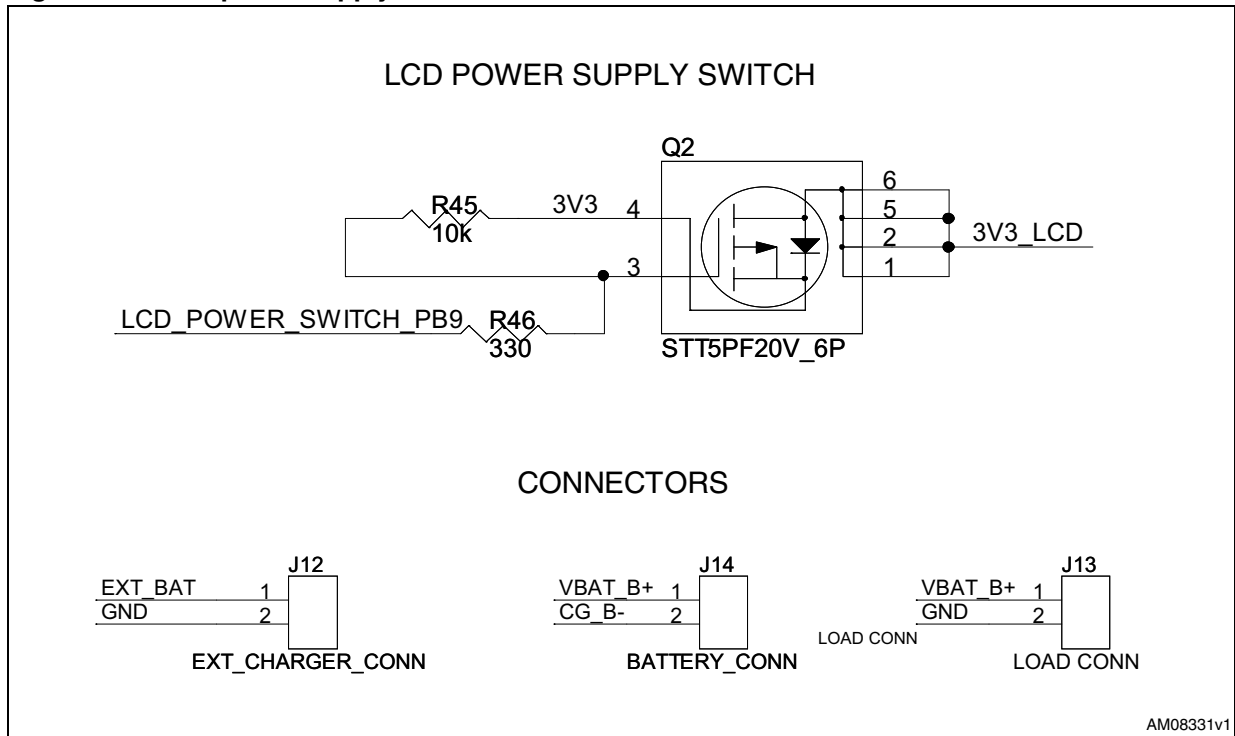 LCD POWER SUPPLY SWITCH
Q2
R45
10k
3V3
4
3
6
5
2
1
3V3_LCD
LCD_POWER_SWITCH_PB9
R46
330
STT5PF20V_6P
CONNECTORS
J12
EXT_BAT 1
GND 2
EXT_CHARGER_CONN
J14
VBAT_B+ 1
CG_B- 2
BATTERY_CONN
J13
VBAT_B+ 1
GND 2
LOAD CONN
LOAD CONN
AM08331v1